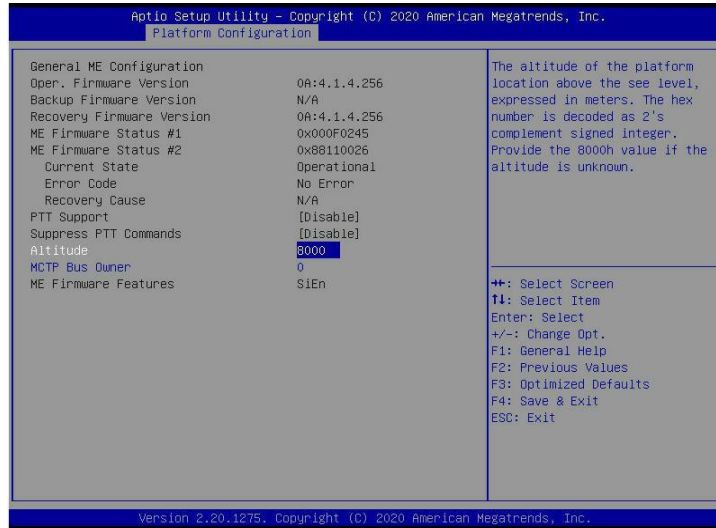 Aptio Setup Utility – Copyright (C) 2020 American Megatrends, Inc.
Platform Configuration
General ME Configuration
Oper. Firmware Version 0A:4.1.4.256
Backup Firmware Version N/A
Recovery Firmware Version 0A:4.1.4.256
ME Firmware Status #1 0x000F0245
ME Firmware Status #2 0x88110026
Current State Operational
Error Code No Error
Recovery Cause N/A
PTT Support [Disable]
Suppress PTT Commands [Disable]
Altitude 8000
MCTP Bus Owner 0
ME Firmware Features SiEn
The altitude of the platform
location above the see level,
expressed in meters. The hex
number is decoded as 2's
complement signed integer.
Provide the 8000h value if the
altitude is unknown.
→←: Select Screen
↑↓: Select Item
Enter: Select
+/-: Change Opt.
F1: General Help
F2: Previous Values
F3: Optimized Defaults
F4: Save & Exit
ESC: Exit
Version 2.20.1275. Copyright (C) 2020 American Megatrends, Inc.